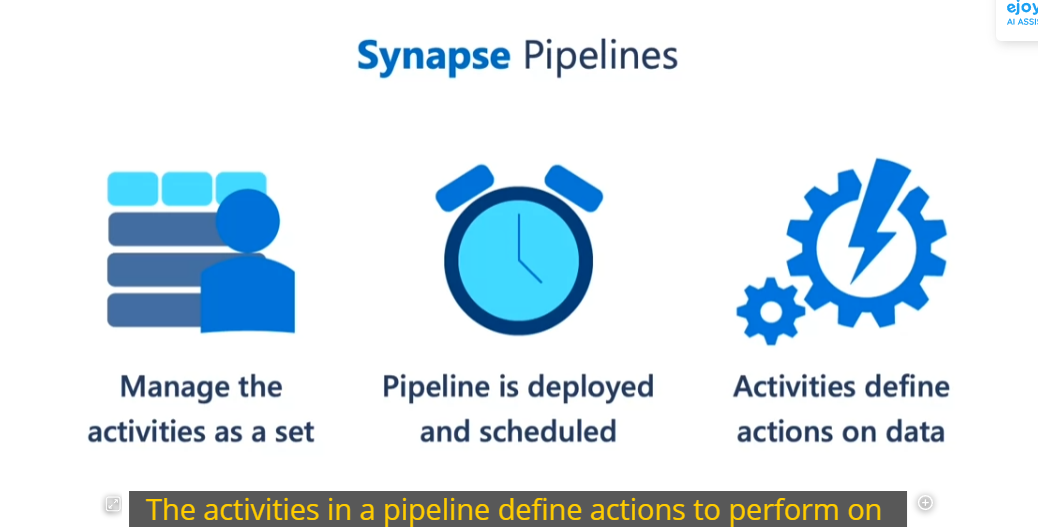 ejoy
AI ASSIS
Synapse Pipelines
Manage the
activities as a set
Pipeline is deployed
and scheduled
Activities define
actions on data
The activities in a pipeline define actions to perform on